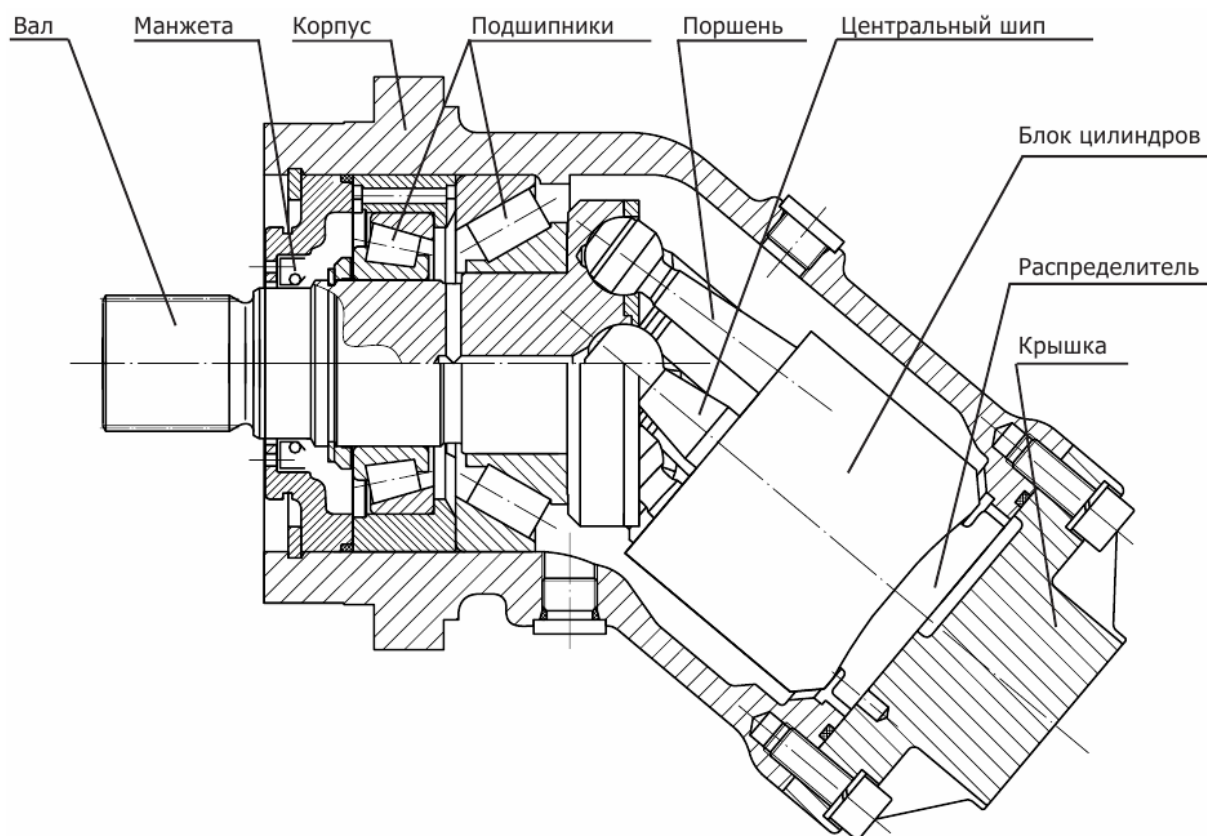 Вал
Манжета
Корпус
Подшипники
Поршень
Центральный шип
Блок цилиндров
Распределитель
Крышка